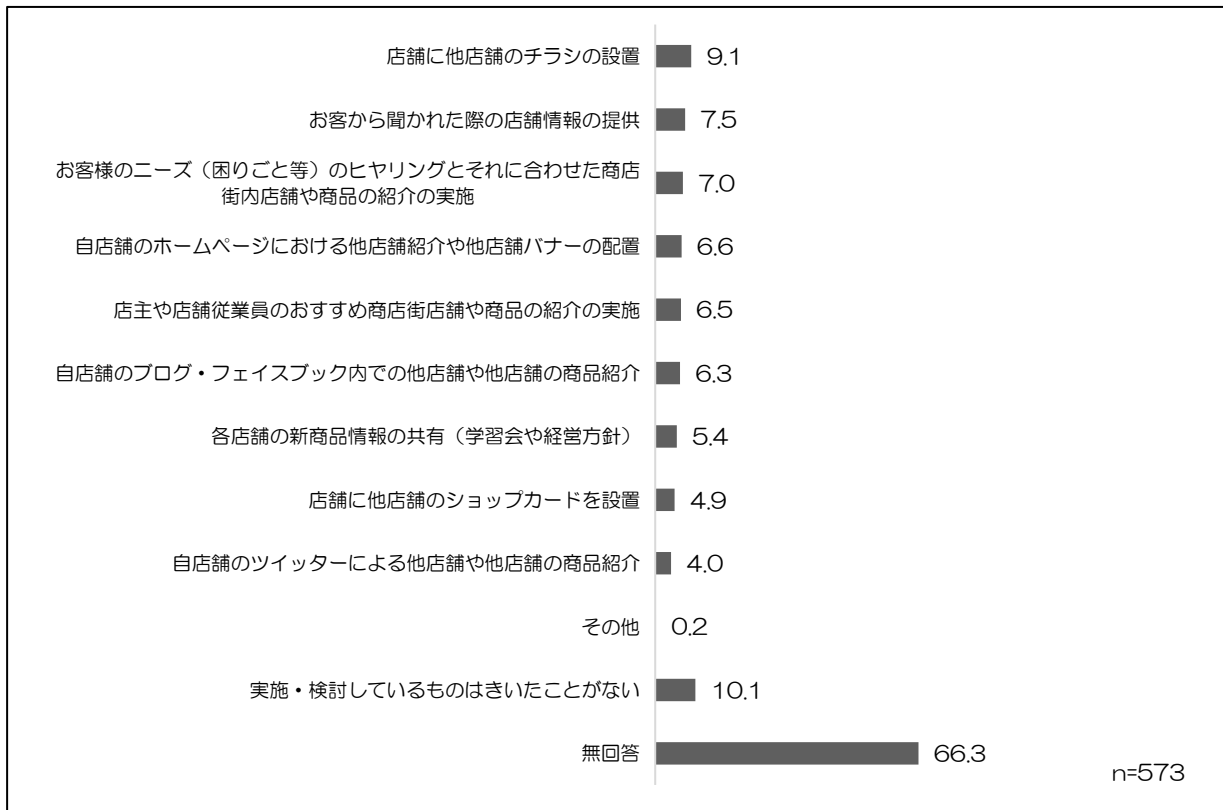 店舗に他店舗のチラシの設置 9.1
お客から聞かれた際の店舗情報の提供 7.5
お客様のニーズ（困りごと等）のヒヤリングとそれに合わせた商店
街内店舗や商品の紹介の実施 7.0
自店舗のホームページにおける他店舗紹介や他店舗バナーの配置 6.6
店主や店舗従業員のおすすめ商店街店舗や商品の紹介の実施 6.5
自店舗のブログ・フェイスブック内での他店舗や他店舗の商品紹介 6.3
各店舗の新商品情報の共有（学習会や経営方針） 5.4
店舗に他店舗のショップカードを設置 4.9
自店舗のツイッターによる他店舗や他店舗の商品紹介 4.0
その他 0.2
実施・検討しているものはきいたことがない 10.1
無回答 66.3
n=573